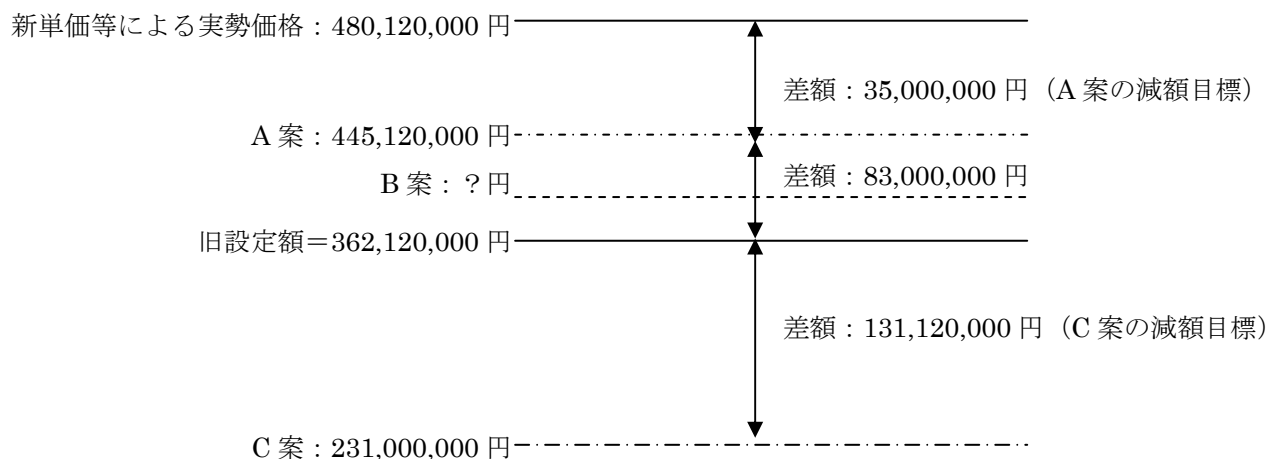 新単価等による実勢価格：480,120,000 円
差額：35,000,000 円（A 案の減額目標）
A 案：445,120,000 円
差額：83,000,000 円
B 案：？円
旧設定額＝362,120,000 円
差額：131,120,000 円（C 案の減額目標）
C 案：231,000,000 円